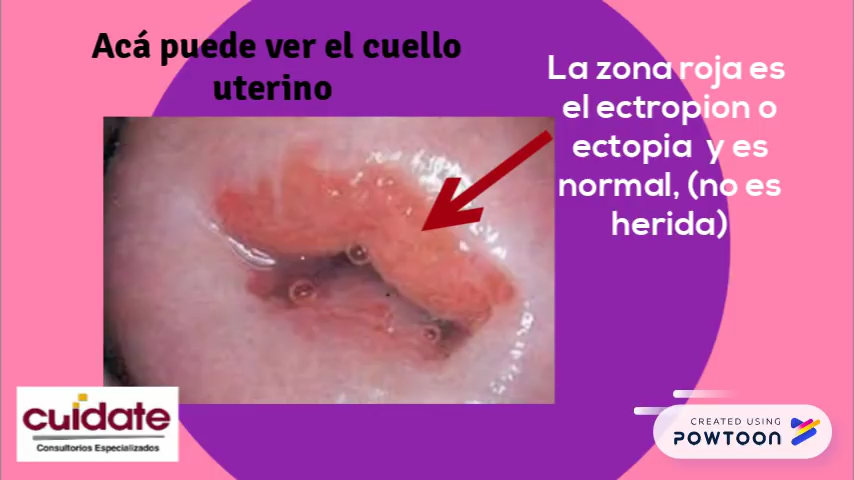 Acá puede ver el cuello
uterino
La zona roja es
el ectropion o
ectopia y es
normal, (no es
herida)
cuidate
Consultorios Especializados
CREATED USING
POWTOON